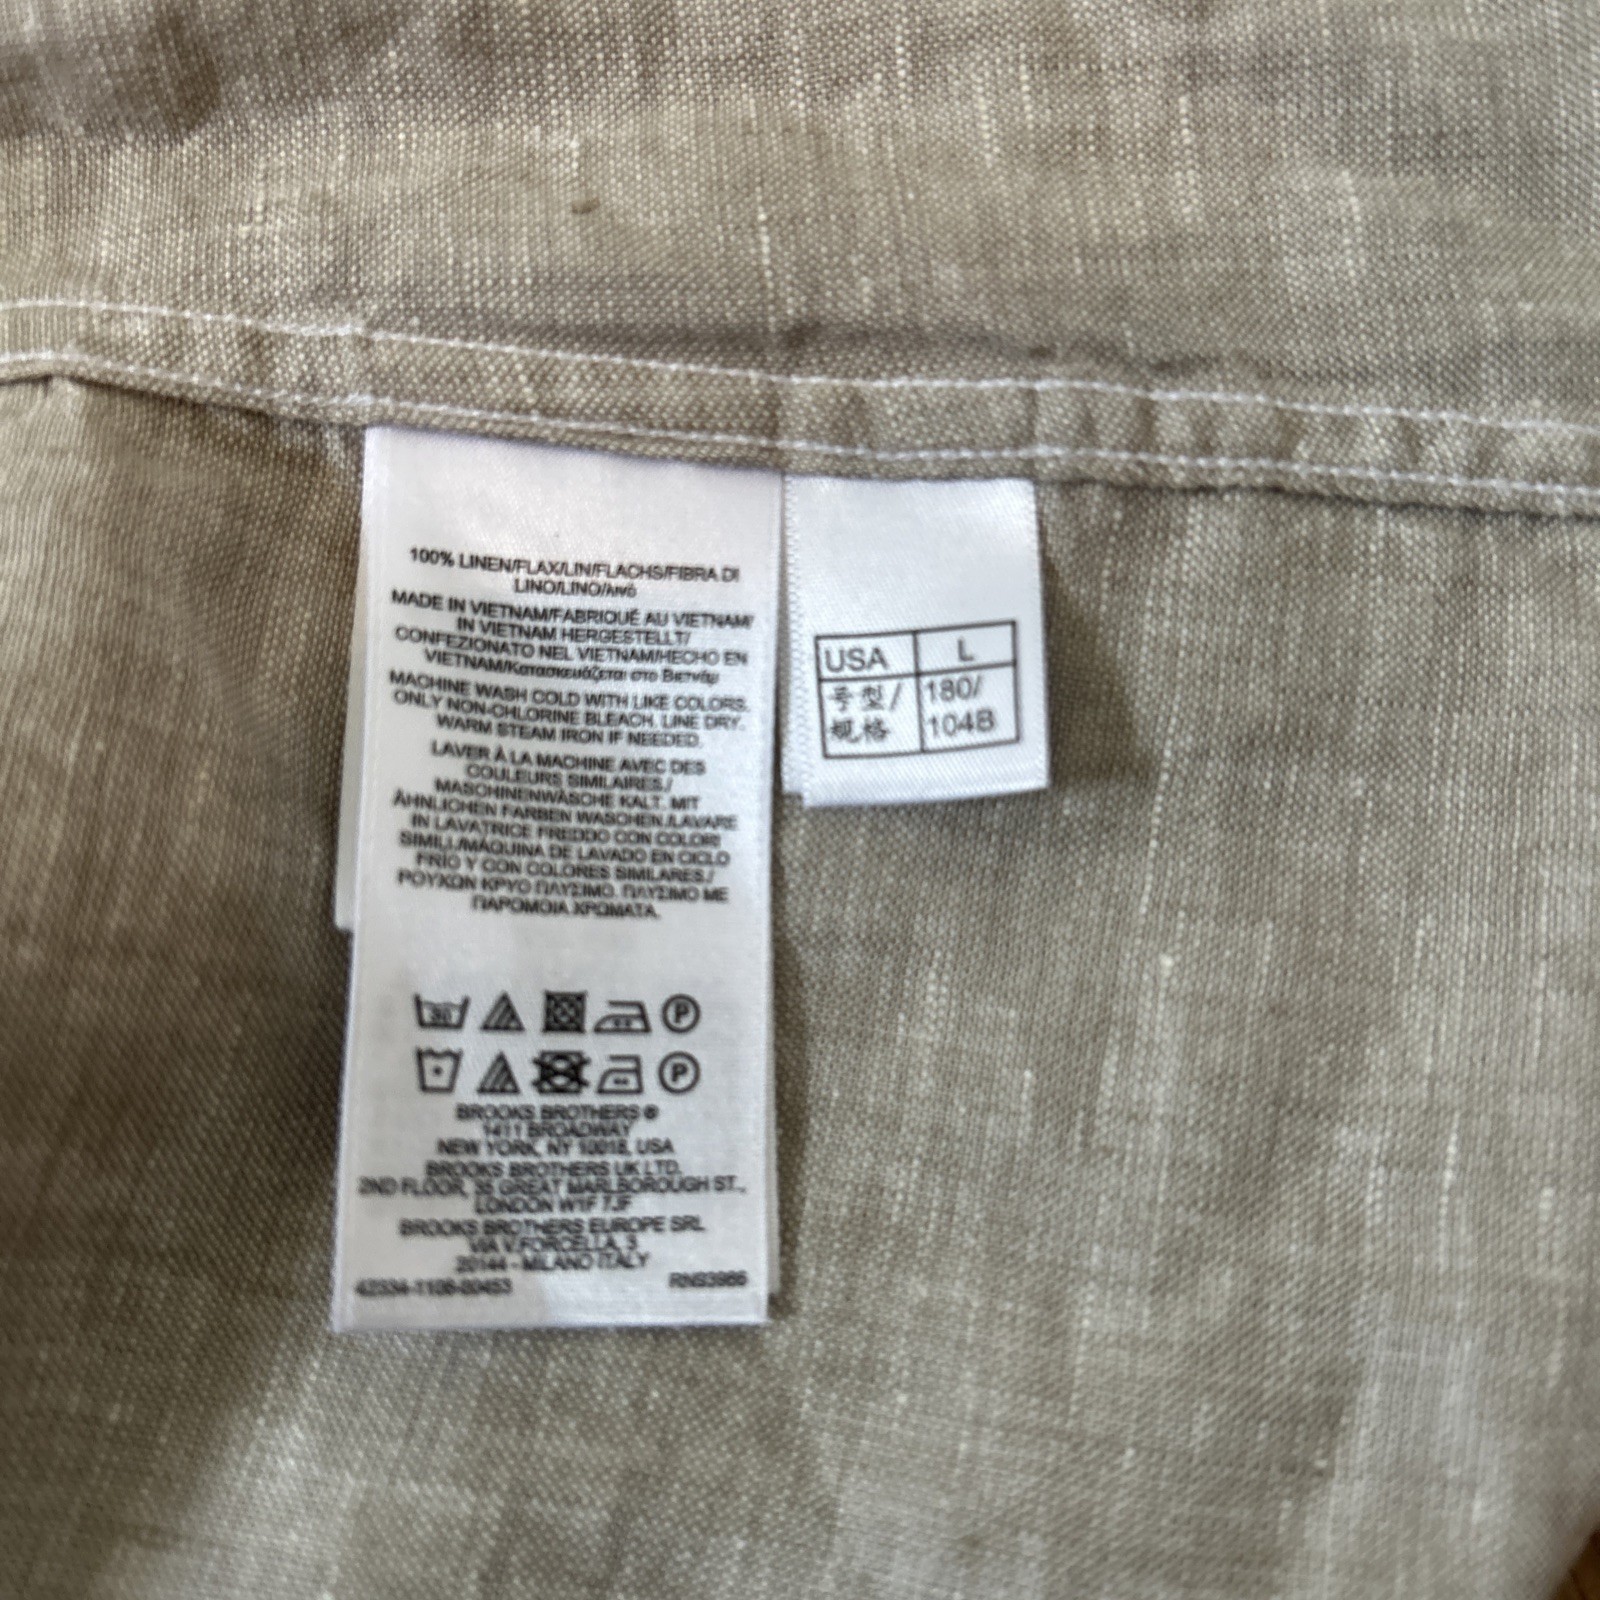 100% LINEN/FLAX/LIN/FLACHS/FIBRA DI
LINO/LINO/λινό
MADE IN VIETNAM/FABRIQUÉ AU VIETNAM/
IN VIETNAM HERGESTELLT/
CONFEZIONATO NEL VIETNAM/HECHO EN
VIETNAM/Κατασκευάζεται στο Βιετνάμ
MACHINE WASH COLD WITH LIKE COLORS.
ONLY NON-CHLORINE BLEACH. LINE DRY.
WARM STEAM IRON IF NEEDED.
LAVER À LA MACHINE AVEC DES
COULEURS SIMILAIRES./
MASCHINENWÄSCHE KALT. MIT
ÄHNLICHEN FARBEN WASCHEN./LAVARE
IN LAVATRICE FREDDO CON COLORI
SIMILI./MÁQUINA DE LAVADO EN CICLO
FRÍO Y CON COLORES SIMILARES./
ΡΟΥΧΩΝ ΚΡΥΟ ΠΛΥΣΙΜΟ. ΠΛΥΣΙΜΟ ΜΕ
ΠΑΡΟΜΟΙΑ ΧΡΩΜΑΤΑ.
30 P
P
BROOKS BROTHERS ®
1411 BROADWAY
NEW YORK, NY 10018, USA
BROOKS BROTHERS UK LTD.
2ND FLOOR, 35 GREAT MARLBOROUGH ST.,
LONDON W1F 7JF
BROOKS BROTHERS EUROPE SRL
VIA V.FORCELLA, 3
20144 - MILANO ITALY
42334-1106-00453 RN93986
USA L
号型/ 180/
规格 104B